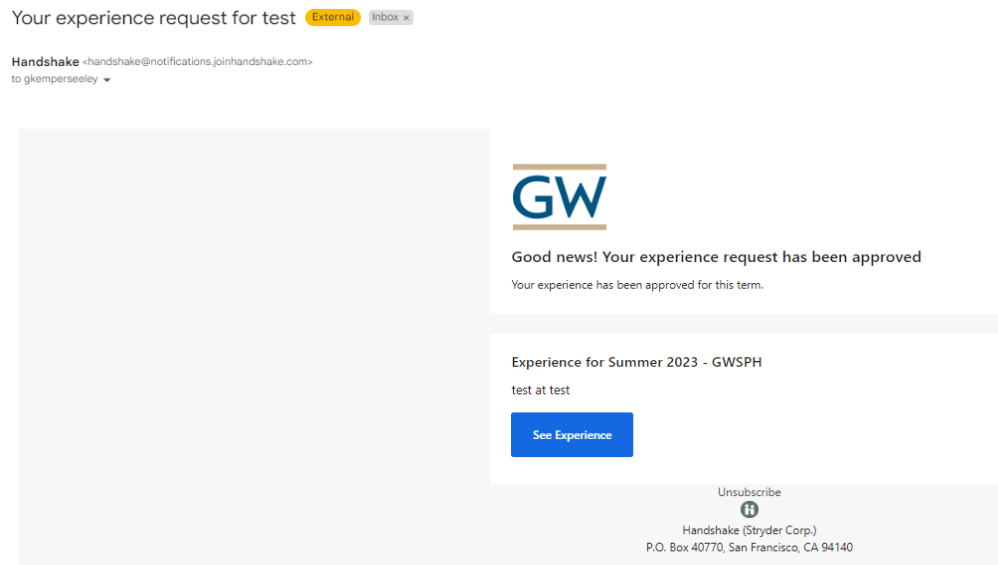 Your experience request for test External Inbox ×
Handshake <handshake@notifications.joinhandshake.com>
to gkemperseeley
GW
Good news! Your experience request has been approved
Your experience has been approved for this term.
Experience for Summer 2023 - GWSPH
test at test
See Experience
Unsubscribe
Handshake (Stryder Corp.)
P.O. Box 40770, San Francisco, CA 94140